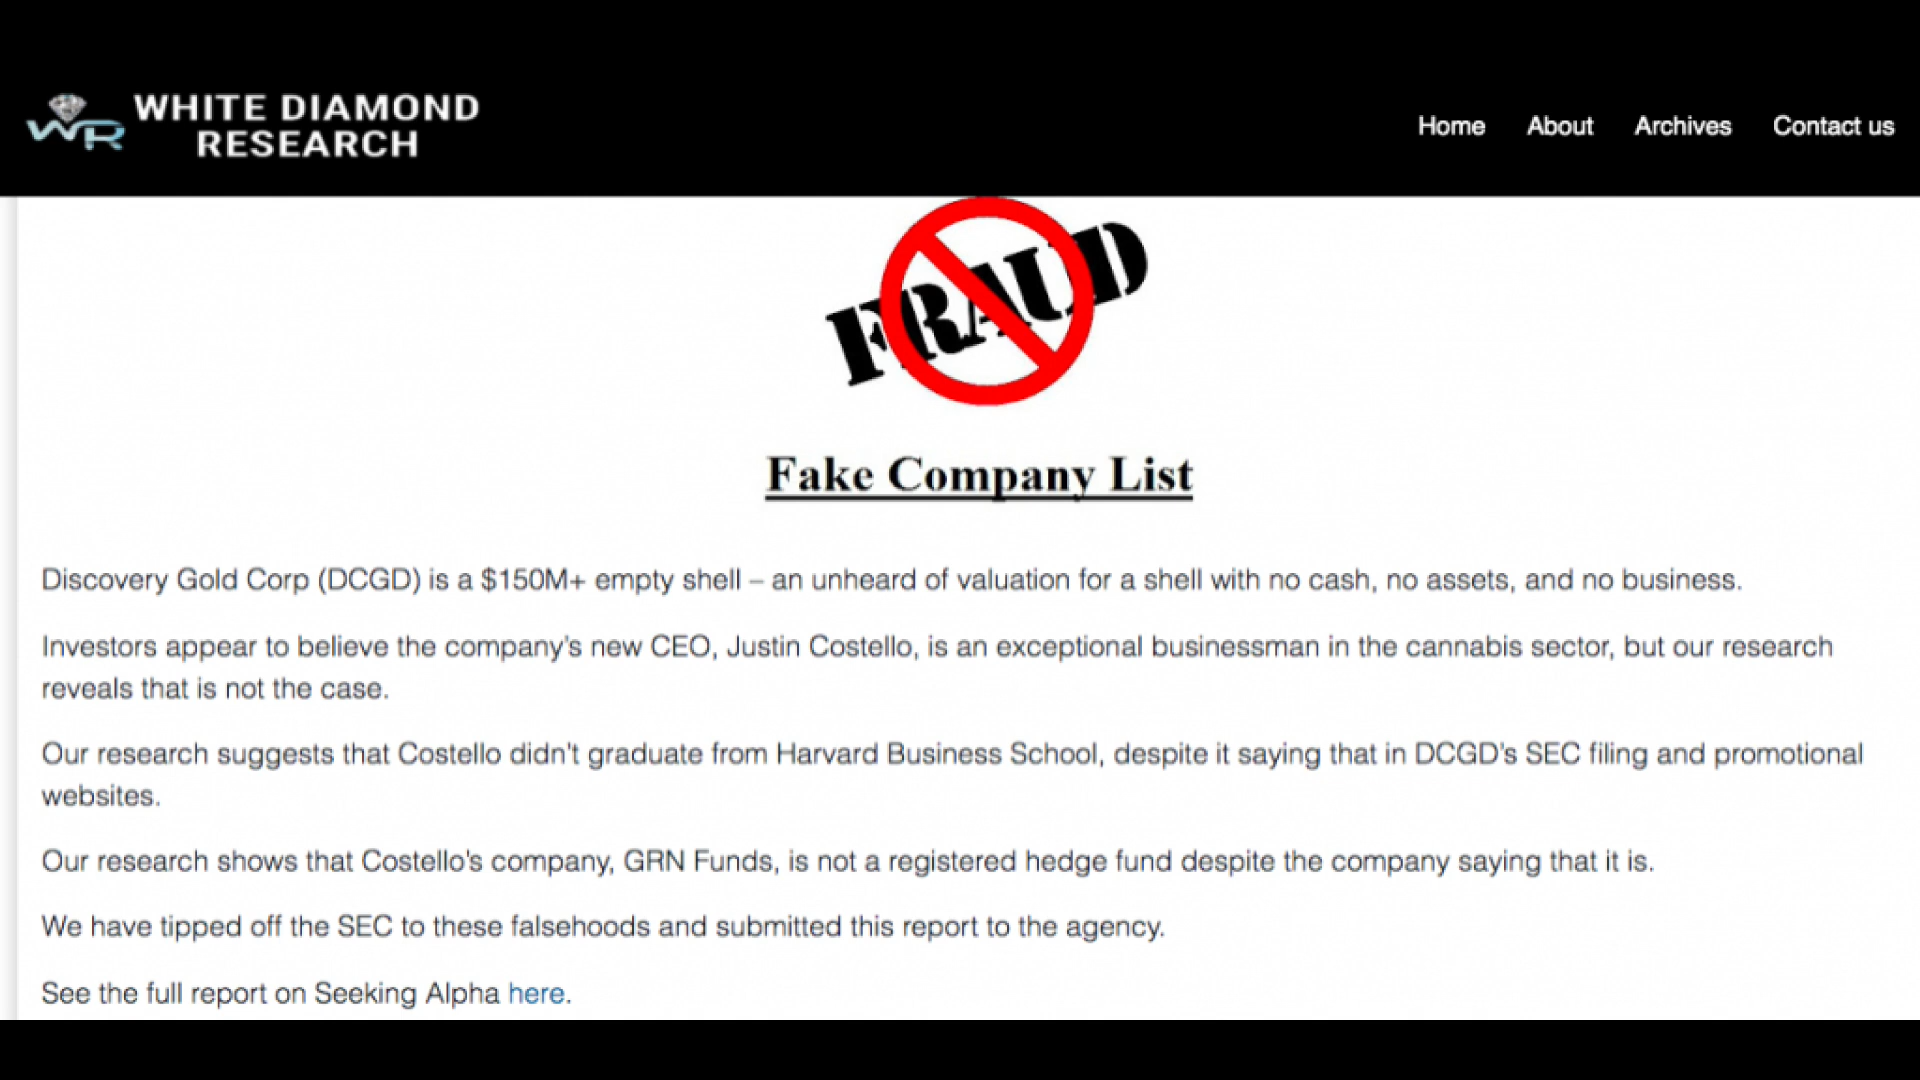 WR WHITE DIAMOND
RESEARCH
Home About Archives Contact us
FRAUD
Fake Company List
Discovery Gold Corp (DCGD) is a $150M+ empty shell – an unheard of valuation for a shell with no cash, no assets, and no business.
Investors appear to believe the company's new CEO, Justin Costello, is an exceptional businessman in the cannabis sector, but our research
reveals that is not the case.
Our research suggests that Costello didn't graduate from Harvard Business School, despite it saying that in DCGD's SEC filing and promotional
websites.
Our research shows that Costello's company, GRN Funds, is not a registered hedge fund despite the company saying that it is.
We have tipped off the SEC to these falsehoods and submitted this report to the agency.
See the full report on Seeking Alpha here.